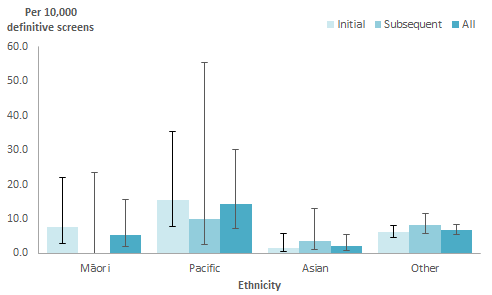 Per 10,000
definitive screens
Initial Subsequent All
60.0
50.0
40.0
30.0
20.0
10.0
0.0
Māori Pacific Asian Other
Ethnicity